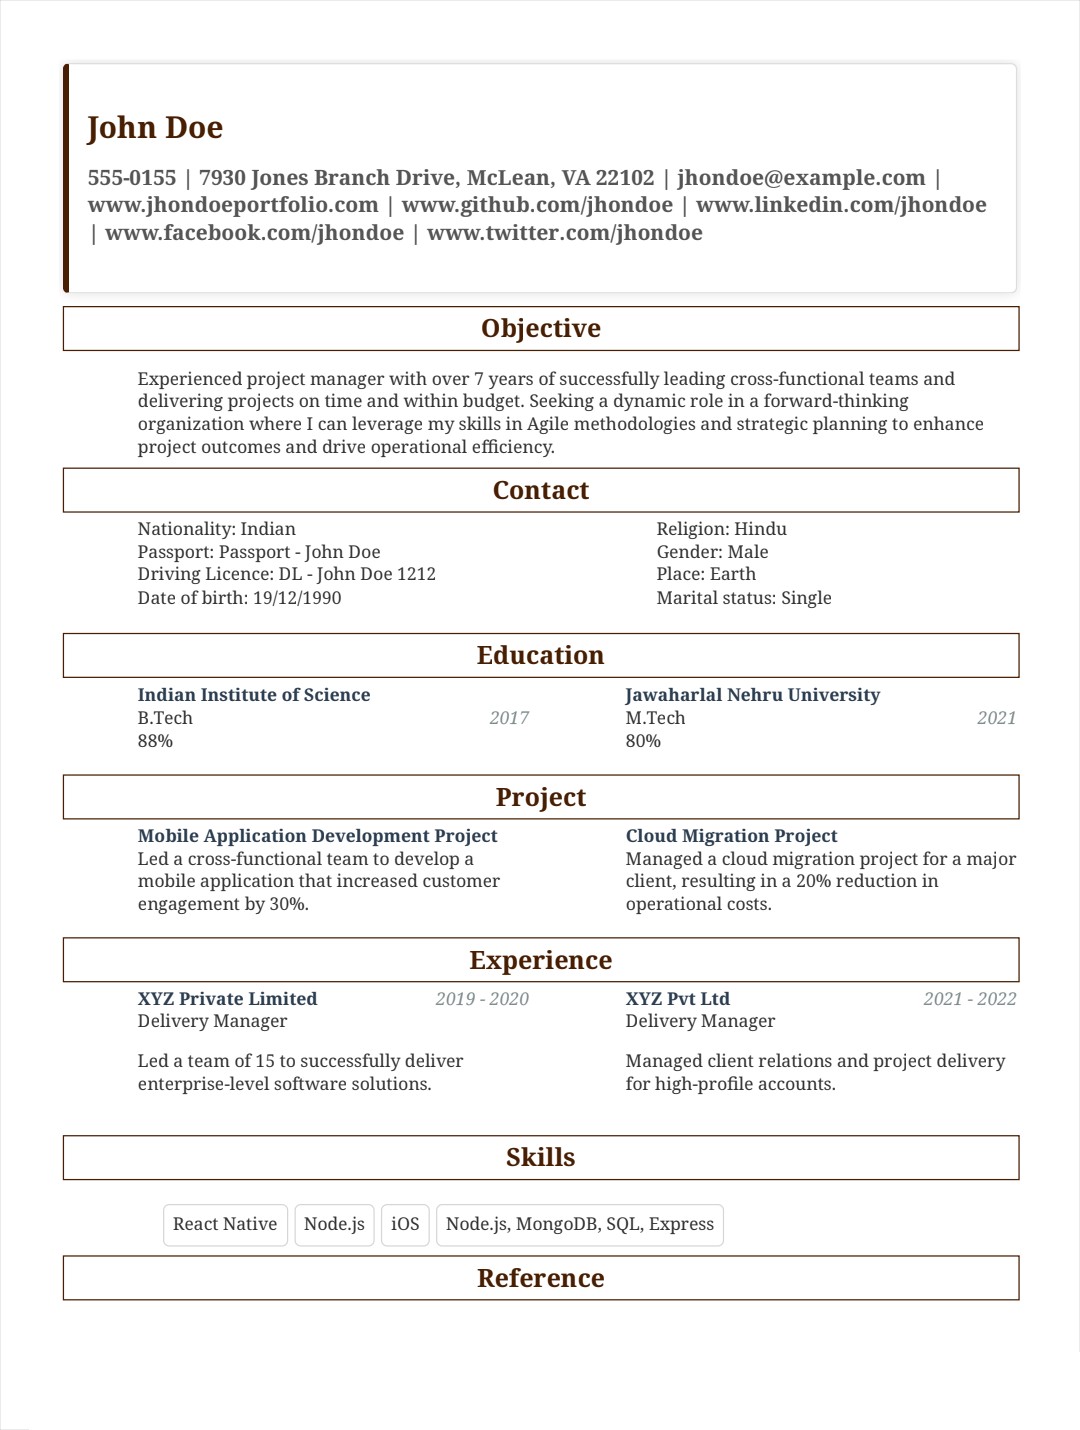 John Doe
555-0155 | 7930 Jones Branch Drive, McLean, VA 22102 | jhondoe@example.com |
www.jhondoeportfolio.com | www.github.com/jhondoe | www.linkedin.com/jhondoe
| www.facebook.com/jhondoe | www.twitter.com/jhondoe
Objective
Experienced project manager with over 7 years of successfully leading cross-functional teams and
delivering projects on time and within budget. Seeking a dynamic role in a forward-thinking
organization where I can leverage my skills in Agile methodologies and strategic planning to enhance
project outcomes and drive operational efficiency.
Contact
Nationality: Indian
Passport: Passport - John Doe
Driving Licence: DL - John Doe 1212
Date of birth: 19/12/1990
Religion: Hindu
Gender: Male
Place: Earth
Marital status: Single
Education
Indian Institute of Science
B.Tech 2017
88%
Jawaharlal Nehru University
M.Tech 2021
80%
Project
Mobile Application Development Project
Led a cross-functional team to develop a
mobile application that increased customer
engagement by 30%.
Cloud Migration Project
Managed a cloud migration project for a major
client, resulting in a 20% reduction in
operational costs.
Experience
XYZ Private Limited 2019 - 2020
Delivery Manager
Led a team of 15 to successfully deliver
enterprise-level software solutions.
XYZ Pvt Ltd 2021 - 2022
Delivery Manager
Managed client relations and project delivery
for high-profile accounts.
Skills
React Native Node.js iOS Node.js, MongoDB, SQL, Express
Reference